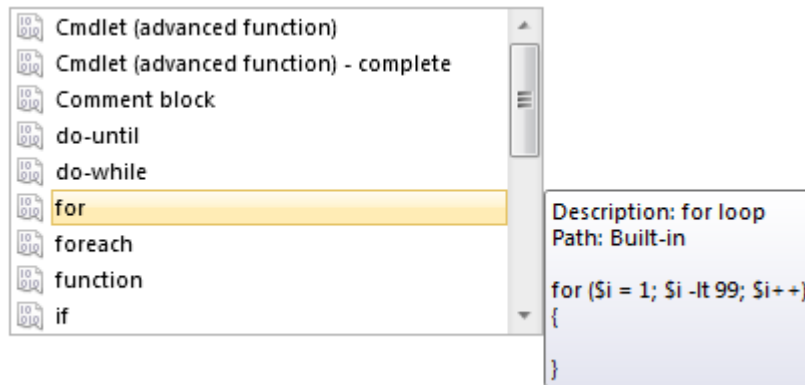 Cmdlet (advanced function)
Cmdlet (advanced function) - complete
Comment block
do-until
do-while
for
foreach
function
if
Description: for loop
Path: Built-in
for ($i = 1; $i -lt 99; $i++)
{
}